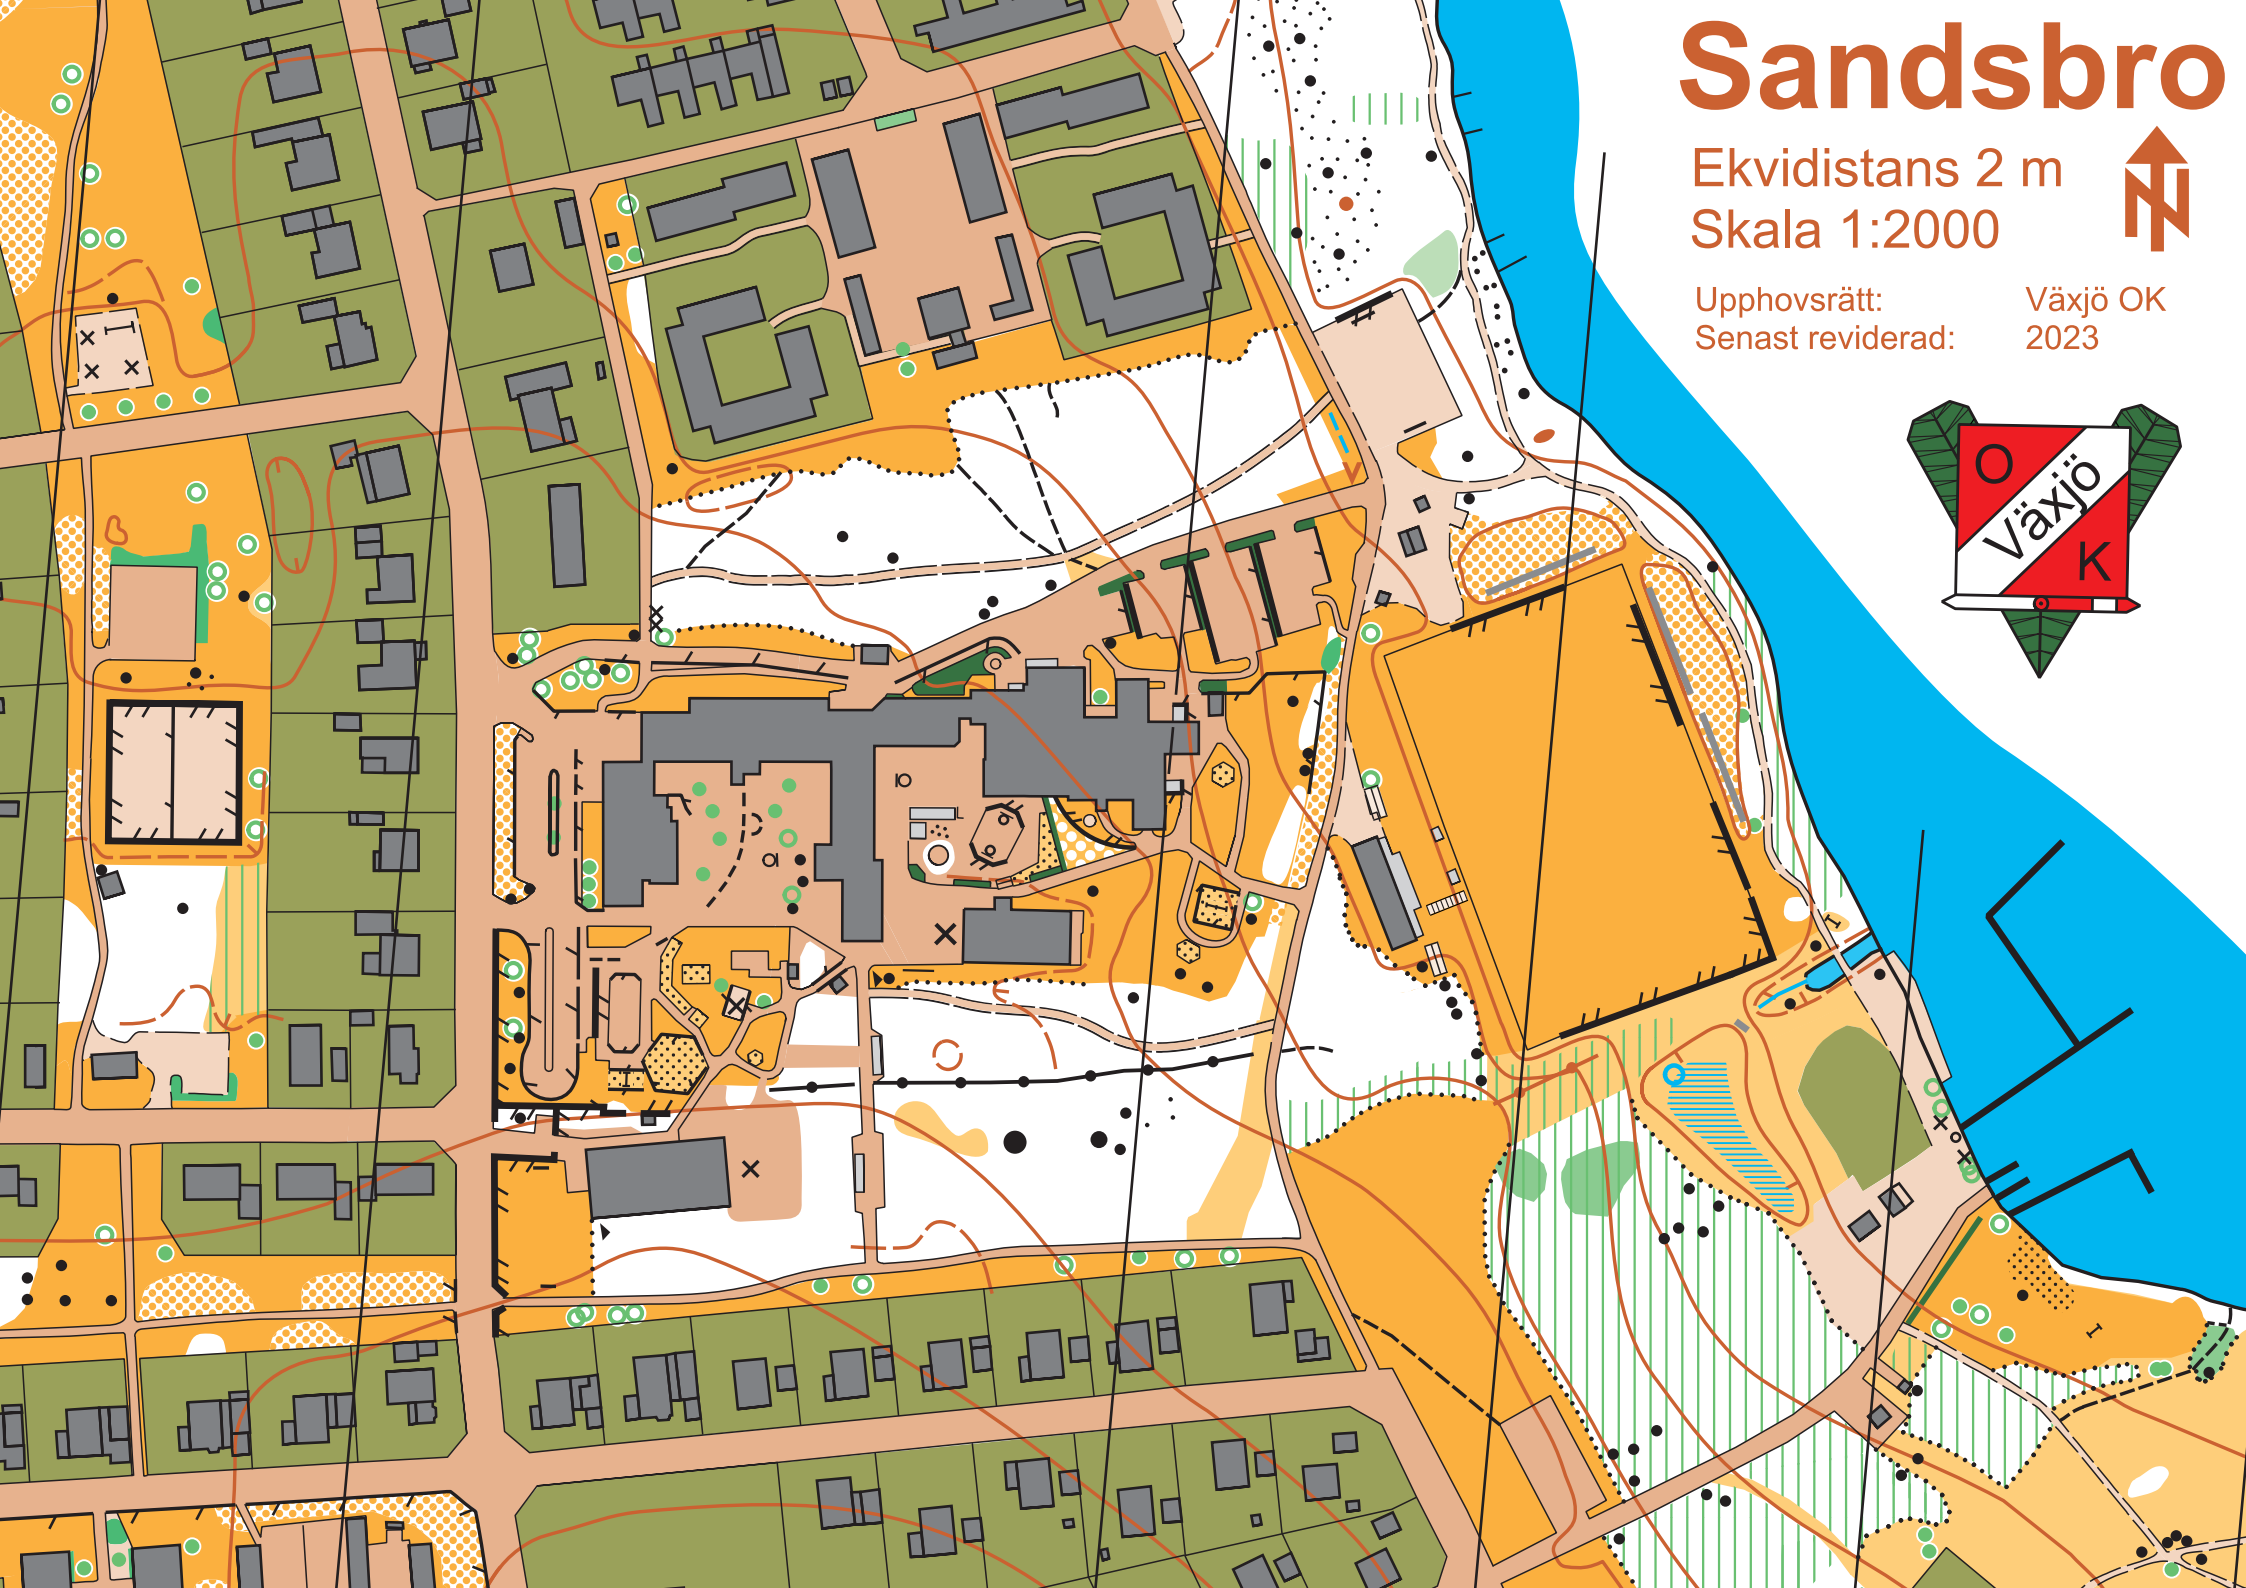 Sandsbro
Ekvidistans 2 m
Skala 1:2000
Upphovsrätt: Växjö OK
Senast reviderad: 2023
O
Växjö
K